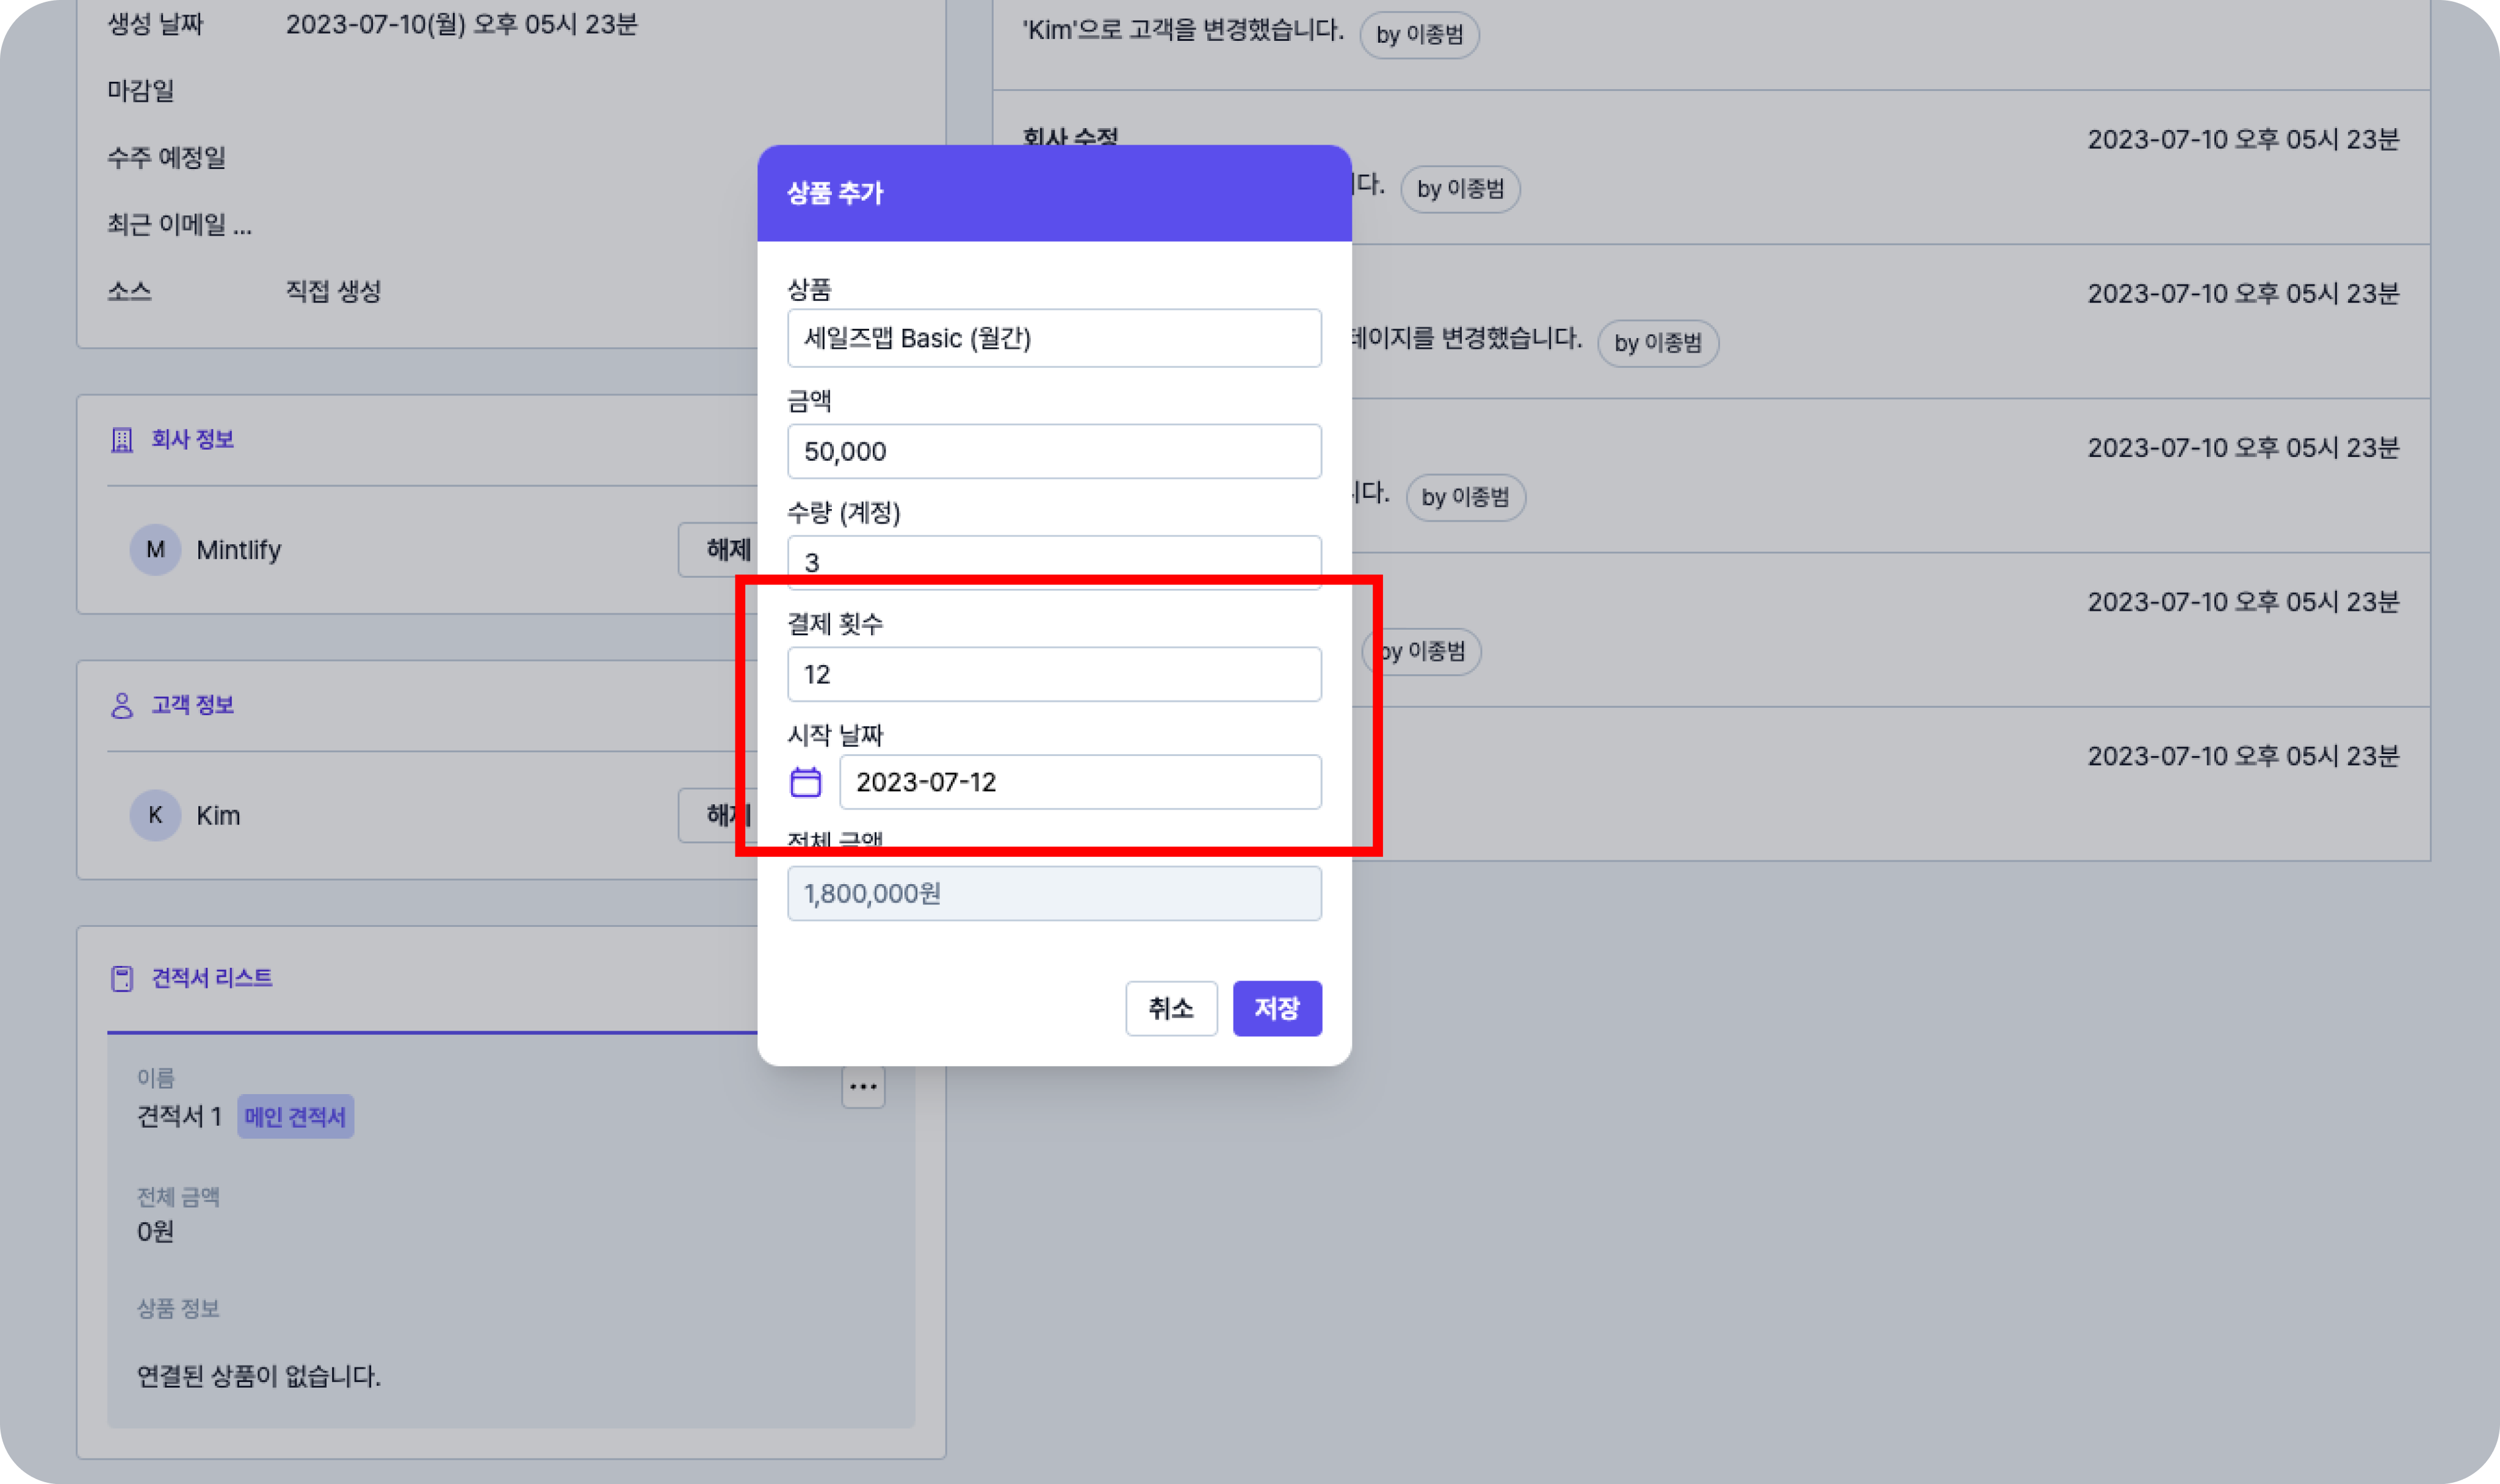 생성 날짜 2023-07-10(월) 오후 05시 23분
마감일
수주 예정일
최근 이메일 ...
소스 직접 생성
회사 정보
M Mintlify 해제
고객 정보
K Kim 해제
견적서 리스트
이름
견적서 1 메인 견적서
전체 금액
0원
상품 정보
연결된 상품이 없습니다.
상품 추가
상품
세일즈맵 Basic (월간)
금액
50,000
수량 (계정)
3
결제 횟수
12
시작 날짜
2023-07-12
전체 금액
1,800,000원
취소 저장
'Kim'으로 고객을 변경했습니다. by 이종범
회사 수정 2023-07-10 오후 05시 23분
니다. by 이종범
2023-07-10 오후 05시 23분
테이지를 변경했습니다. by 이종범
2023-07-10 오후 05시 23분
니다. by 이종범
2023-07-10 오후 05시 23분
by 이종범
2023-07-10 오후 05시 23분